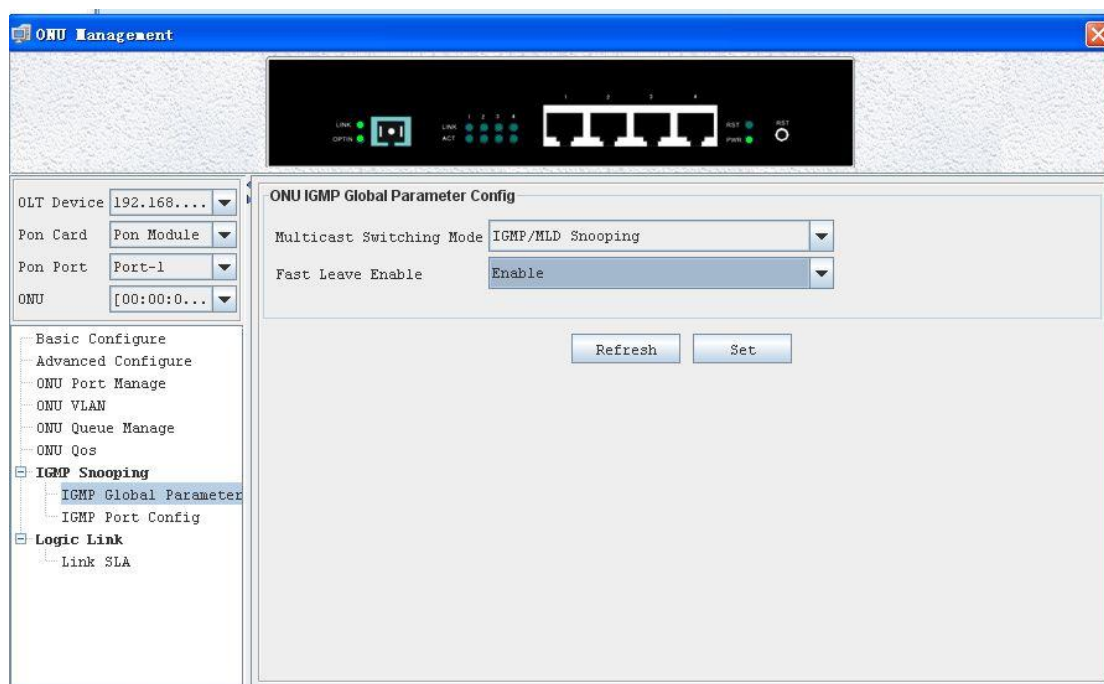 ONU Management
1 2 3 4
1 2 3 4
LINK
OPTIN
LINK
ACT
RST
PWR
RST
OLT Device 192.168....
Pon Card Pon Module
Pon Port Port-1
ONU [00:00:0...
Basic Configure
Advanced Configure
ONU Port Manage
ONU VLAN
ONU Queue Manage
ONU Qos
IGMP Snooping
IGMP Global Parameter
IGMP Port Config
Logic Link
Link SLA
ONU IGMP Global Parameter Config
Multicast Switching Mode IGMP/MLD Snooping
Fast Leave Enable Enable
Refresh Set